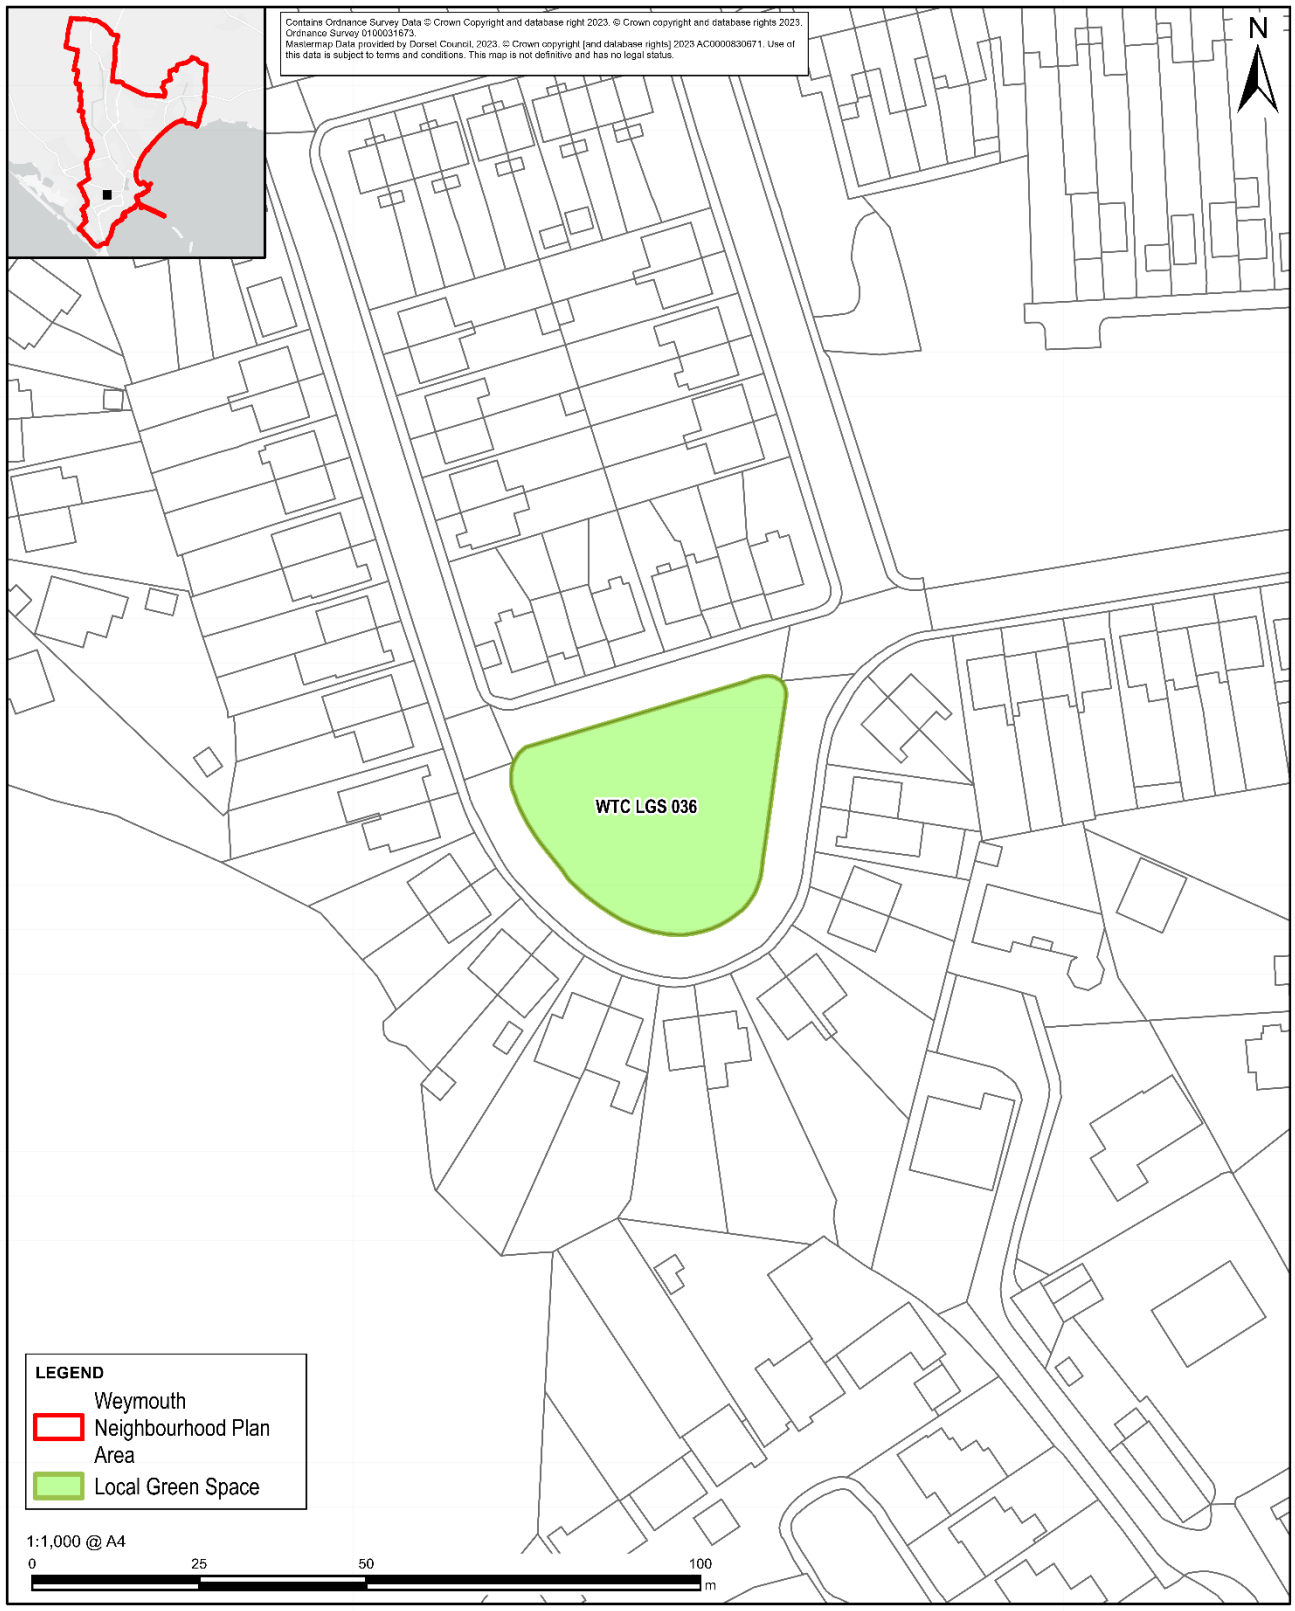 Contains Ordnance Survey Data © Crown Copyright and database right 2023. © Crown copyright and database rights 2023.
Ordnance Survey 0100031673.
Mastermap Data provided by Dorset Council, 2023. © Crown copyright [and database rights] 2023 AC0000830671. Use of
this data is subject to terms and conditions. This map is not definitive and has no legal status.
N
WTC LGS 036
LEGEND
Weymouth
Neighbourhood Plan
Area
Local Green Space
1:1,000 @ A4
0 25 50 100
m